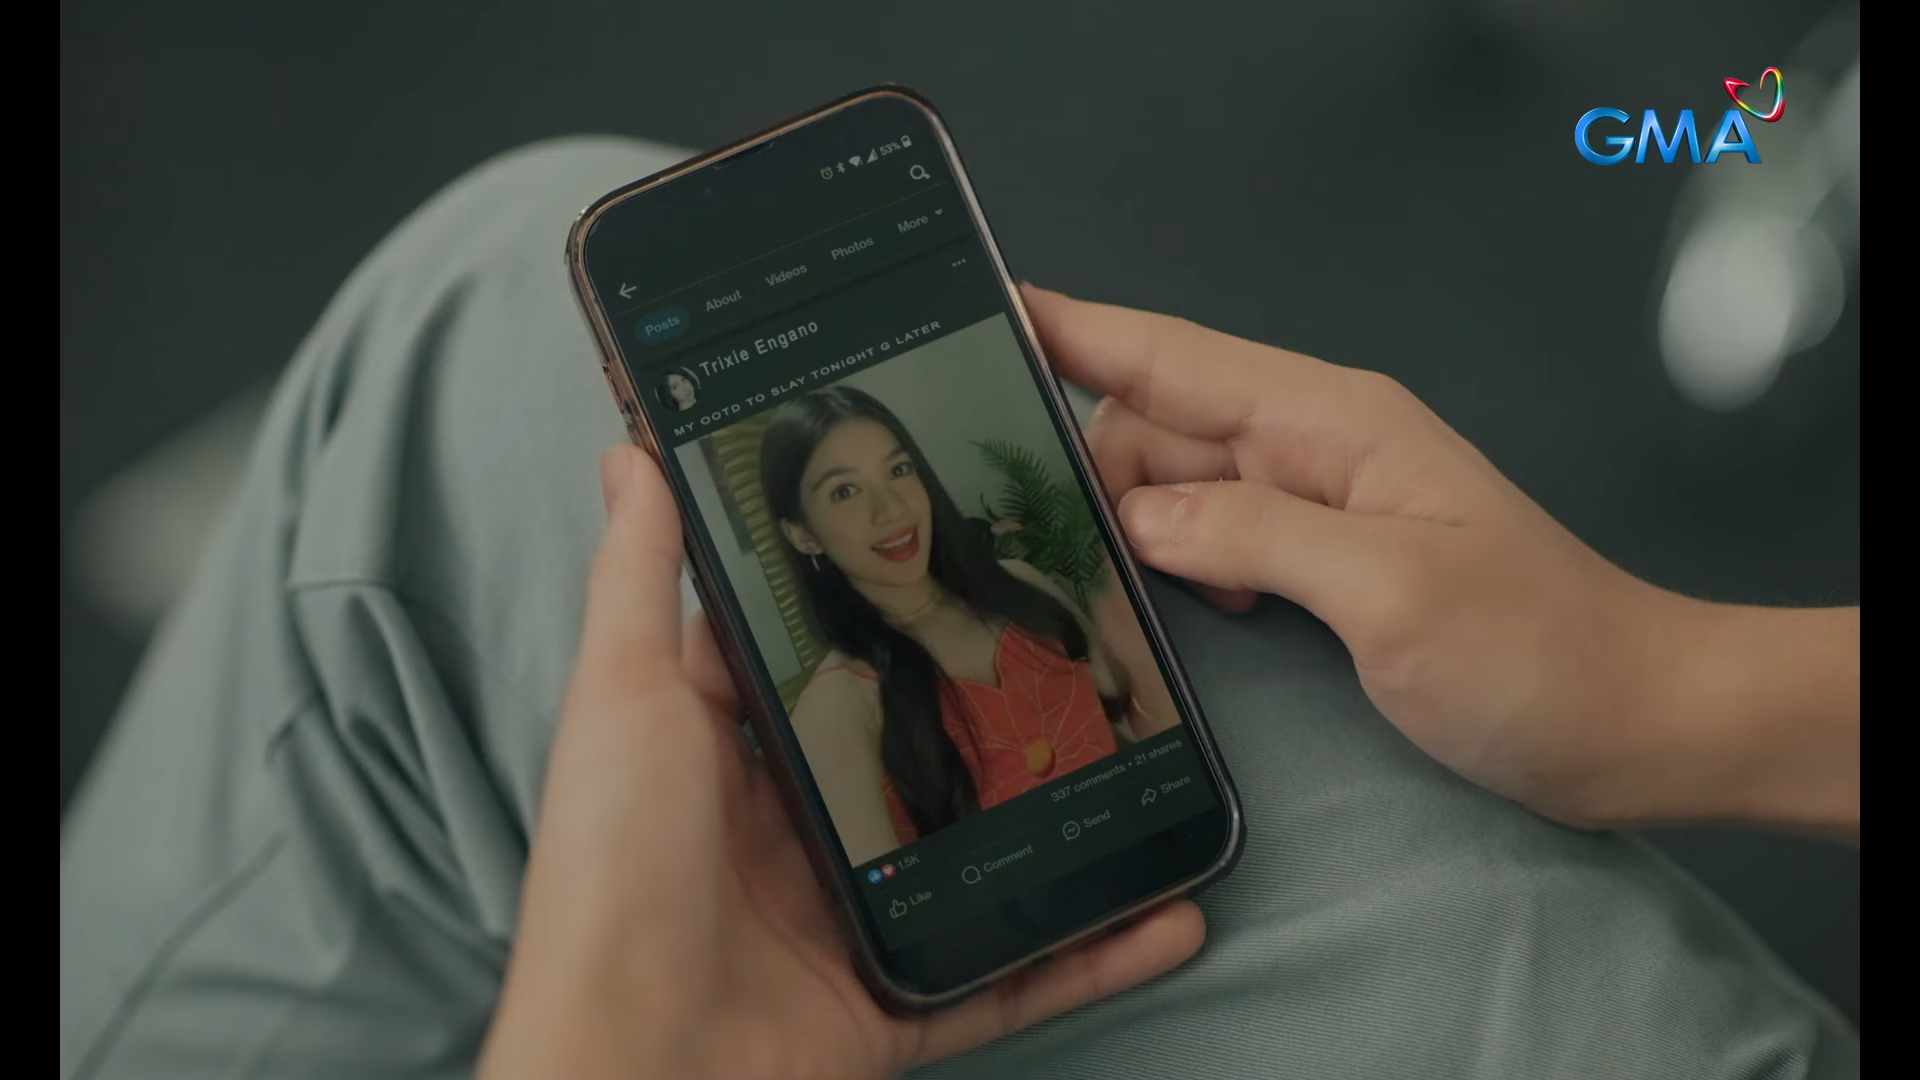 GMA
53%
Posts About Videos Photos More
Trixie Engano
MY OOTD TO SLAY TONIGHT G LATER
1.5K 337 comments • 21 shares
Like Comment Send Share